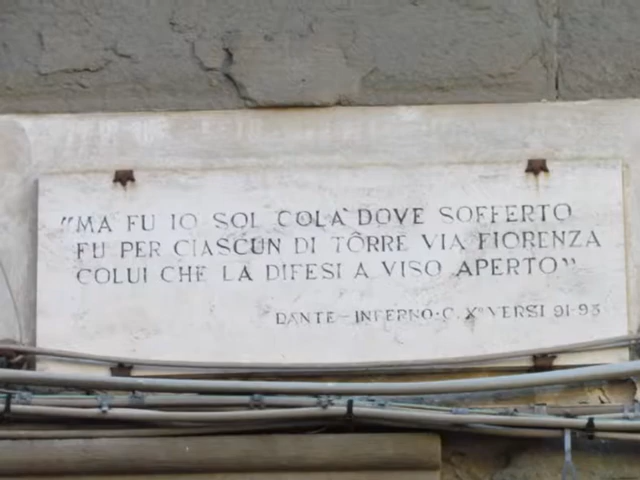 "MA FU IO SOL COLÀ DOVE SOFFERTO
FU PER CIASCUN DI TÔRRE VIA FIORENZA
COLUI CHE LA DIFESI A VISO APERTO"
DANTE - INFERNO · C. X° VERSI 91-93